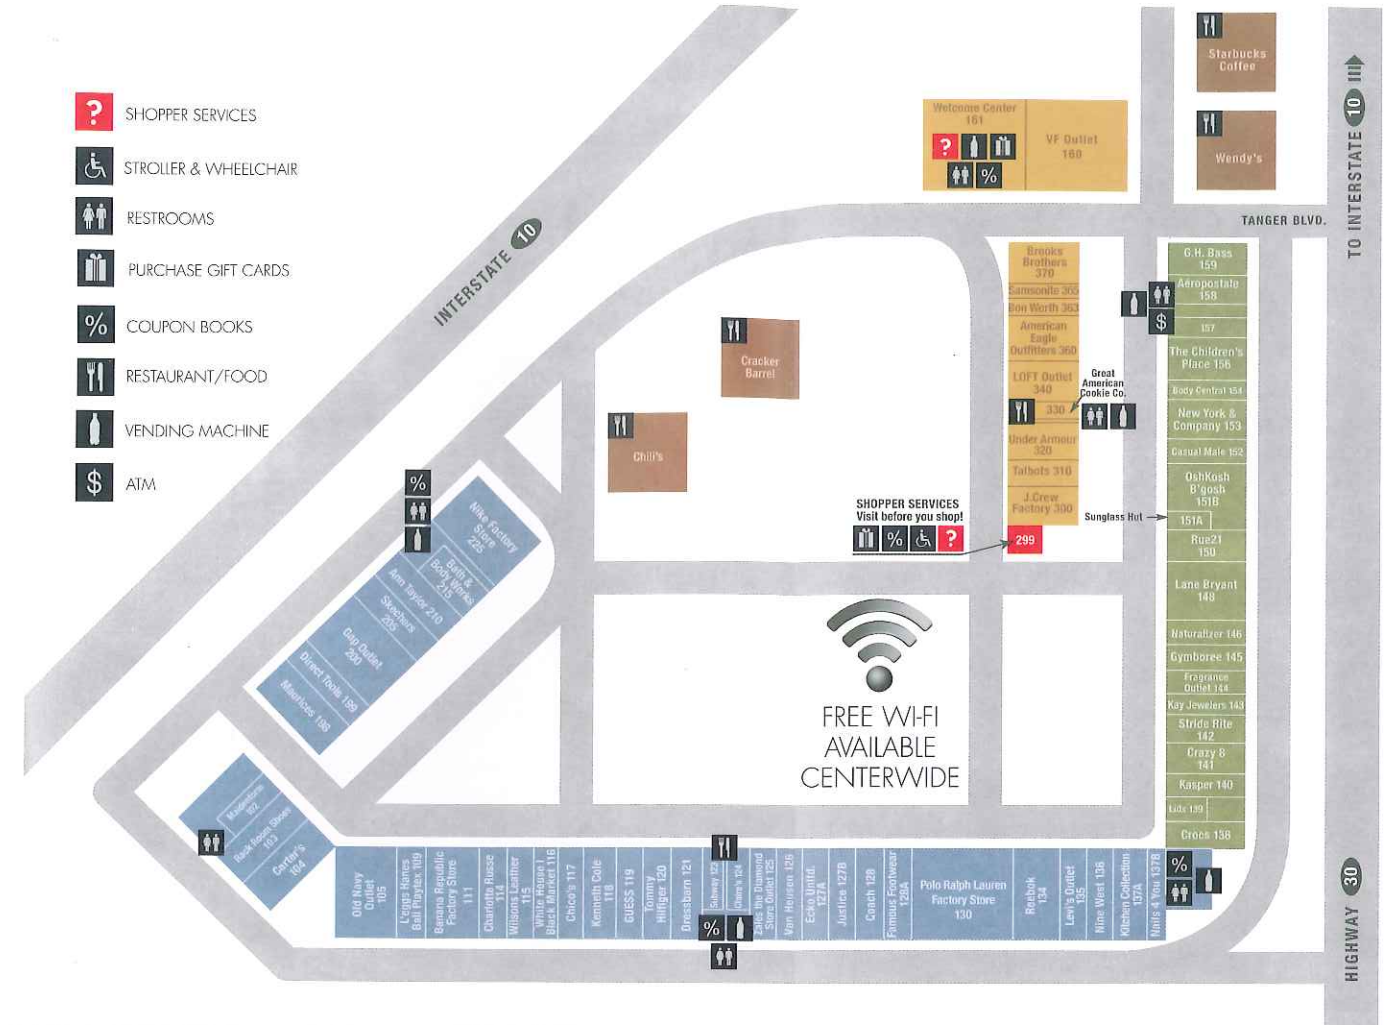 ?
SHOPPER SERVICES
STROLLER & WHEELCHAIR
RESTROOMS
PURCHASE GIFT CARDS
%
COUPON BOOKS
RESTAURANT/FOOD
VENDING MACHINE
$
ATM
INTERSTATE 10
Starbucks
Coffee
Wendy's
TO INTERSTATE 10
TANGER BLVD.
HIGHWAY 30
Welcome Center
161
?
%
VF Outlet
160
Brooks
Brothers
370
Samsonite 365
Bon Worth 363
American
Eagle
Outfitters 360
LOFT Outlet
340
330
Great
American
Cookie Co.
Under Armour
320
Talbots 310
J.Crew
Factory 300
299
SHOPPER SERVICES
Visit before you shop!
%
?
Cracker
Barrel
Chili's
$
G.H. Bass
159
Aéropostale
158
157
The Children's
Place 156
Body Central 154
New York &
Company 153
Casual Male 152
OshKosh
B'gosh
151B
Sunglass Hut
151A
Rue21
150
Lane Bryant
148
Naturalizer 146
Gymboree 145
Fragrance
Outlet 144
Kay Jewelers 143
Stride Rite
142
Crazy 8
141
Kasper 140
Lids 139
Crocs 138
FREE WI-FI
AVAILABLE
CENTERWIDE
%
Nike Factory
Store
225
Bath &
Body Works
215
Ann Taylor 210
Skechers
205
Gap Outlet
200
Direct Tools 199
Maurices 198
Maidenform
102
Rack Room Shoes
103
Carter's
104
Old Navy
Outlet
105
L'eggs Hanes
Bali Playtex 109
Banana Republic
Factory Store
111
Charlotte Russe
114
Wilsons Leather
115
White House |
Black Market 116
Chico's 117
Kenneth Cole
118
GUESS 119
Tommy
Hilfiger 120
Dressbarn 121
Subway 123
Claire's 124
%
Zales the Diamond
Store Outlet 125
Van Heusen 126
Ecko Unltd.
127A
Justice 127B
Coach 128
Famous Footwear
128A
Polo Ralph Lauren
Factory Store
130
Reebok
134
Levi's Outlet
135
Nine West 136
Kitchen Collection
137A
Nails 4 You 137B
%